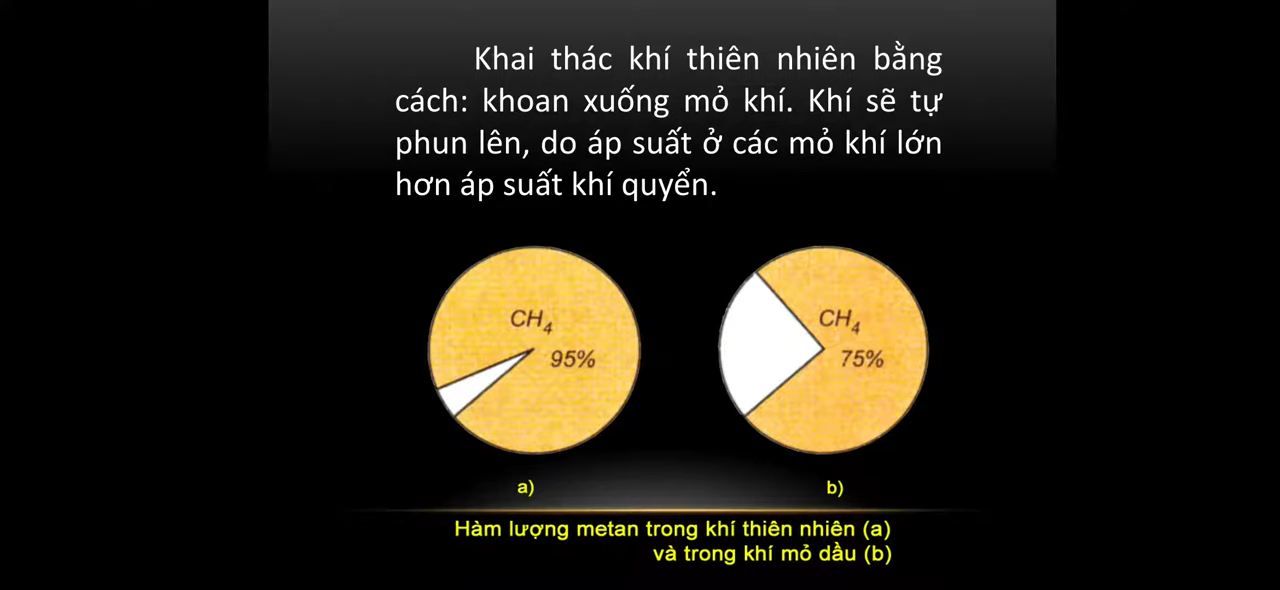 Khai thác khí thiên nhiên bằng
cách: khoan xuống mỏ khí. Khí sẽ tự
phun lên, do áp suất ở các mỏ khí lớn
hơn áp suất khí quyển.
CH₄
95%
CH₄
75%
a)
b)
Hàm lượng metan trong khí thiên nhiên (a)
và trong khí mỏ dầu (b)